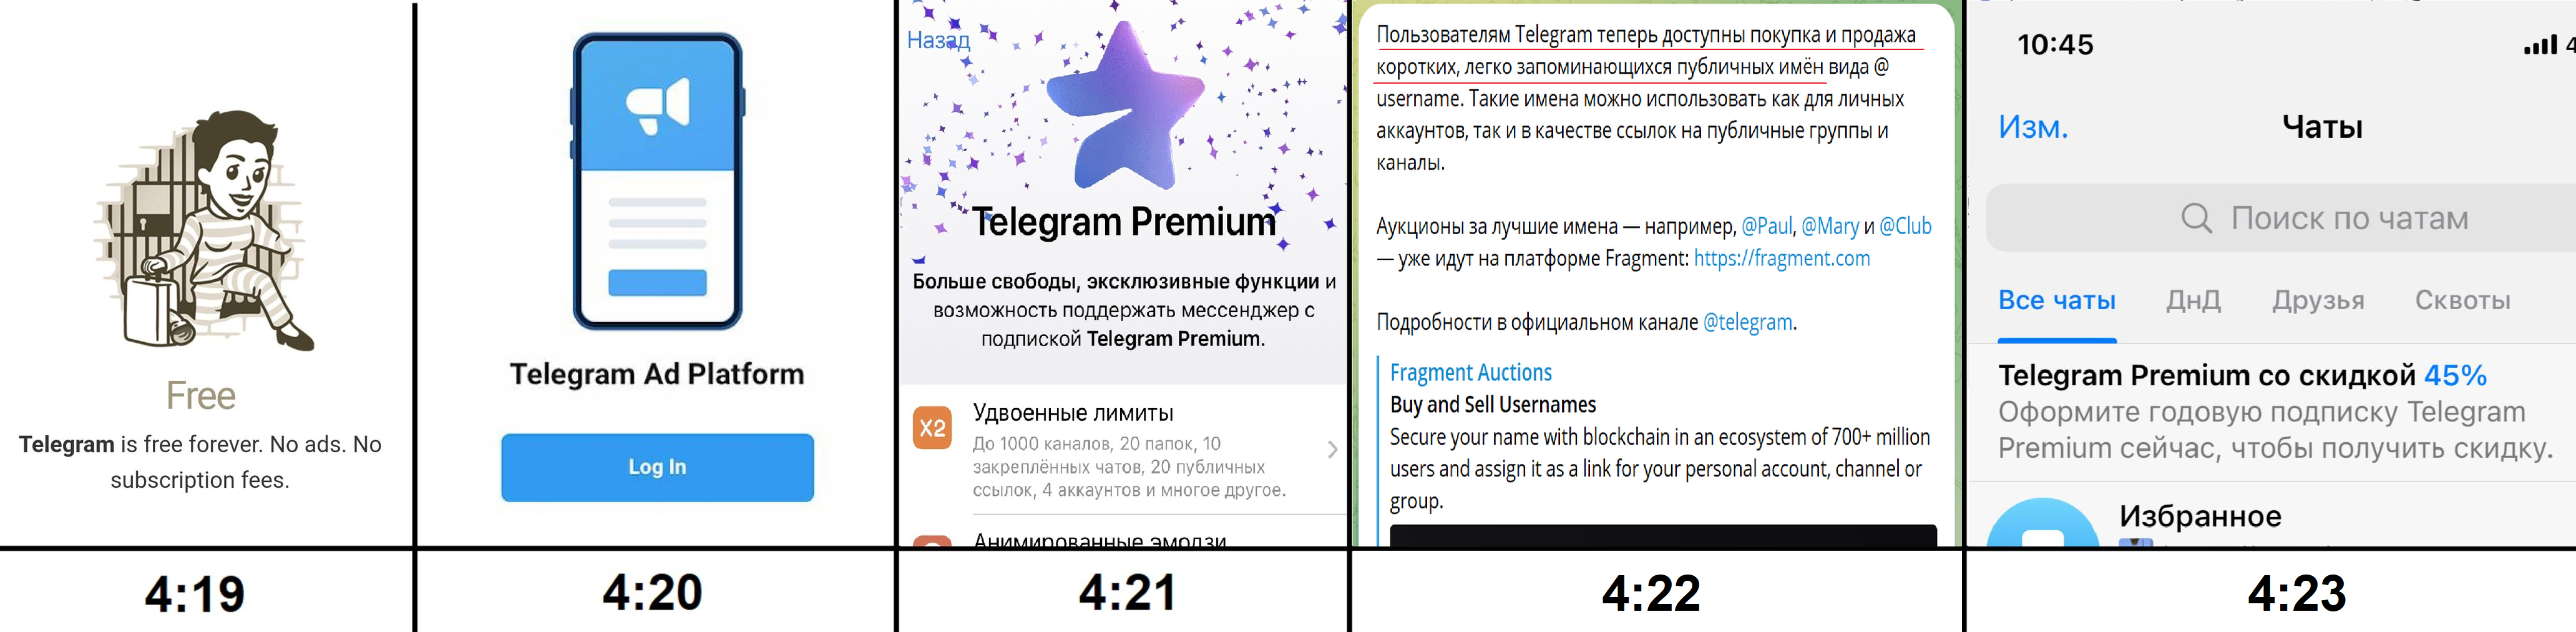 Free
Telegram is free forever. No ads. No
subscription fees.
4:19
Telegram Ad Platform
Log In
4:20
Назад
Telegram Premium
Больше свободы, эксклюзивные функции и
возможность поддержать мессенджер с
подпиской Telegram Premium.
X2
Удвоенные лимиты
До 1000 каналов, 20 папок, 10
закреплённых чатов, 20 публичных
ссылок, 4 аккаунтов и многое другое.
Анимированные эмодзи
4:21
Пользователям Telegram теперь доступны покупка и продажа
коротких, легко запоминающихся публичных имён вида @
username. Такие имена можно использовать как для личных
аккаунтов, так и в качестве ссылок на публичные группы и
каналы.
Аукционы за лучшие имена — например, @Paul, @Mary и @Club
— уже идут на платформе Fragment: https://fragment.com
Подробности в официальном канале @telegram.
Fragment Auctions
Buy and Sell Usernames
Secure your name with blockchain in an ecosystem of 700+ million
users and assign it as a link for your personal account, channel or
group.
4:22
10:45
4
Изм.
Чаты
Поиск по чатам
Все чаты ДнД Друзья Сквоты
Telegram Premium со скидкой 45%
Оформите годовую подписку Telegram
Premium сейчас, чтобы получить скидку.
Избранное
4:23